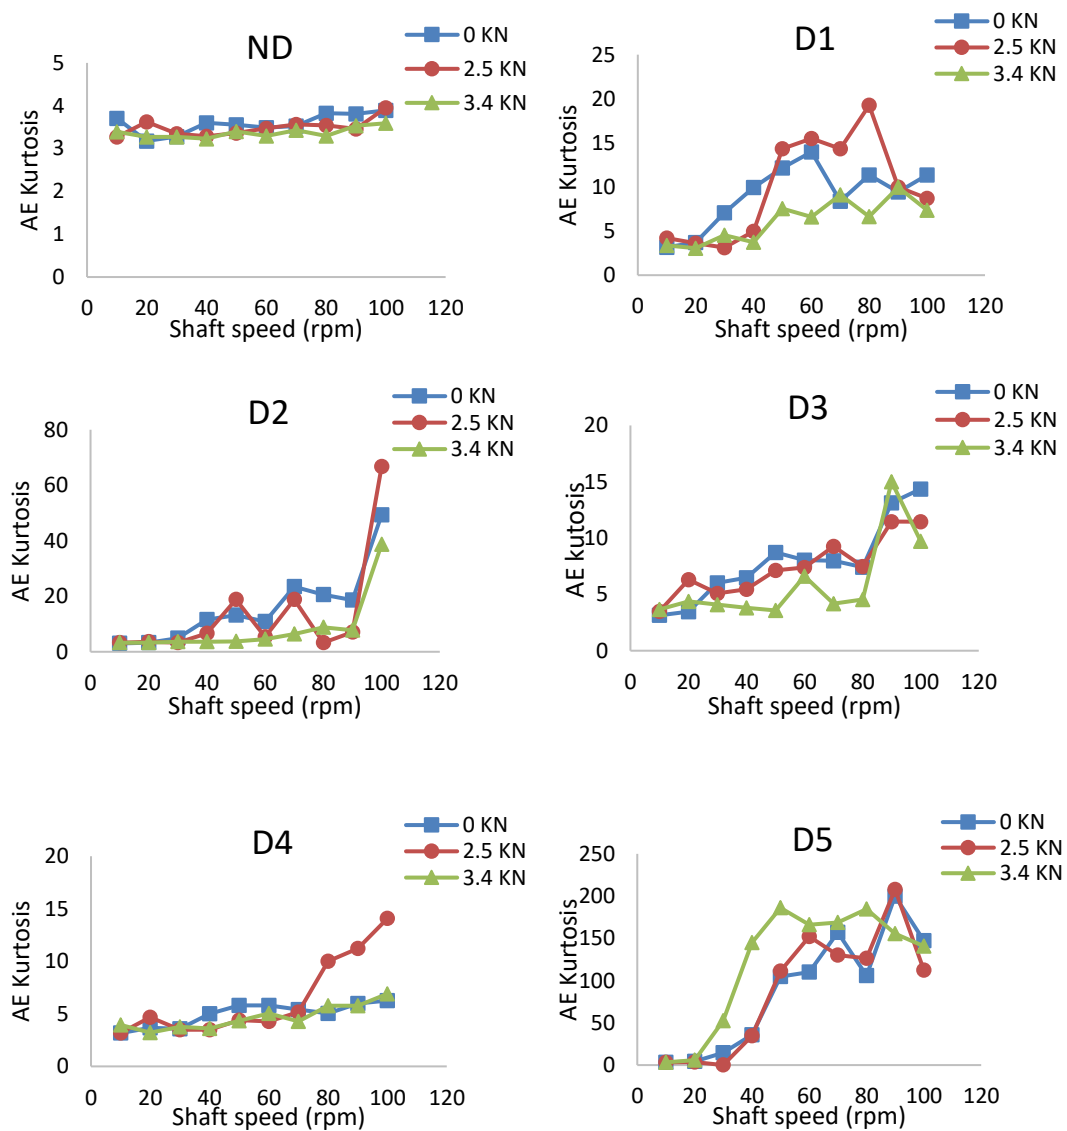 ND
0 KN
2.5 KN
3.4 KN
AE Kurtosis
5
4
3
2
1
0
0 20 40 60 80 100 120
Shaft speed (rpm)
D1
0 KN
2.5 KN
3.4 KN
AE Kurtosis
25
20
15
10
5
0
0 20 40 60 80 100 120
Shaft speed (rpm)
D2
0 KN
2.5 KN
3.4 KN
AE Kurtosis
80
60
40
20
0
0 20 40 60 80 100 120
Shaft speed (rpm)
D3
0 KN
2.5 KN
3.4 KN
AE kutosis
20
15
10
5
0
0 20 40 60 80 100 120
Shaft speed (rpm)
D4
0 KN
2.5 KN
3.4 KN
AE Kurtosis
20
15
10
5
0
0 20 40 60 80 100 120
Shaft speed (rpm)
D5
0 KN
2.5 KN
3.4 KN
AE Kurtosis
250
200
150
100
50
0
0 20 40 60 80 100 120
Shaft speed (rpm)